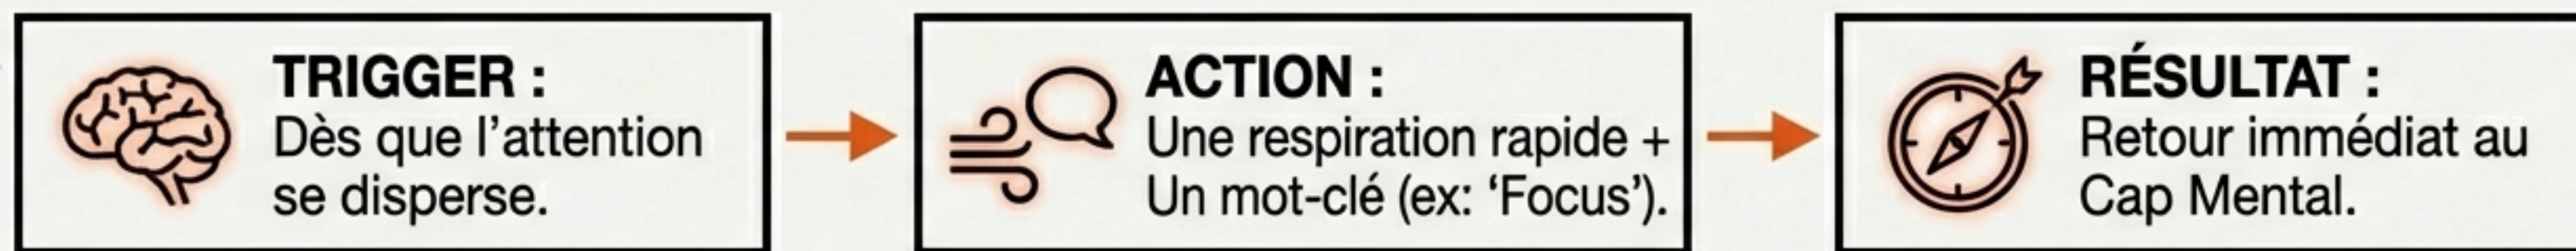 TRIGGER :
Dès que l’attention
se disperse.
ACTION :
Une respiration rapide +
Un mot-clé (ex: ‘Focus’).
RÉSULTAT :
Retour immédiat au
Cap Mental.